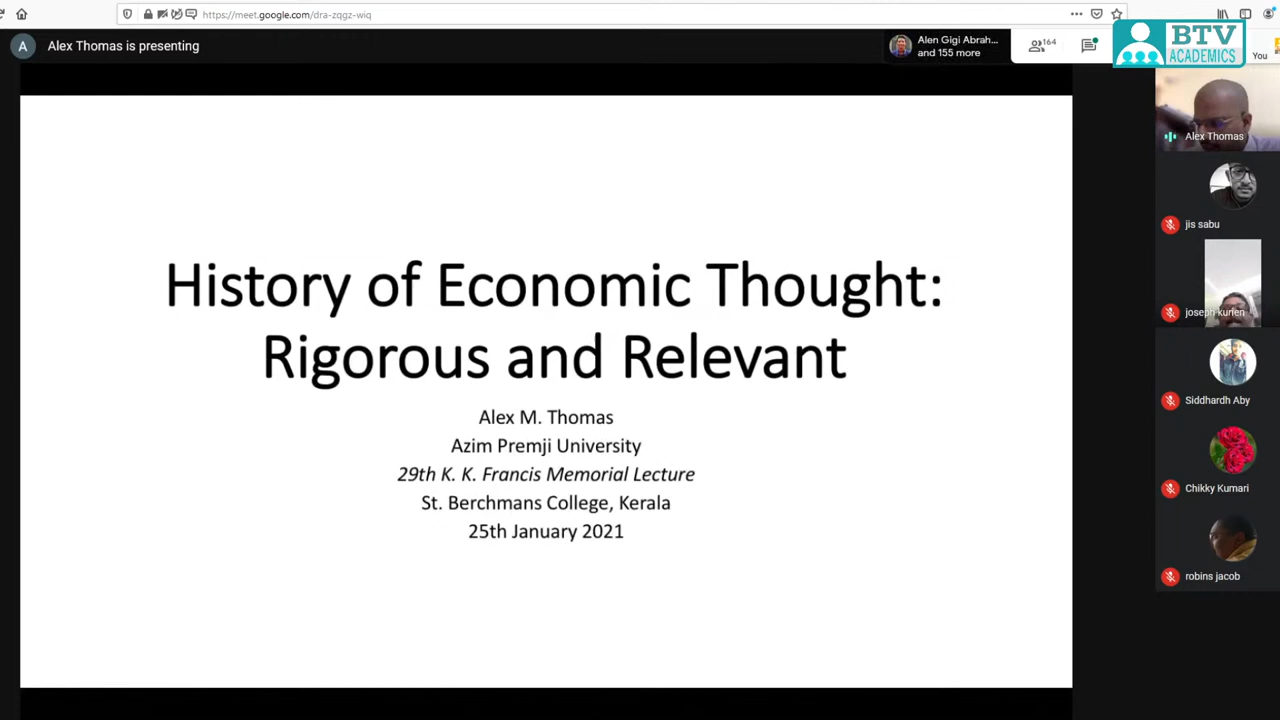 https://meet.google.com/dra-zqgz-wiq
A
Alex Thomas is presenting
Alen Gigi Abrah...
and 155 more
164
BTV
ACADEMICS
You
History of Economic Thought:
Rigorous and Relevant
Alex M. Thomas
Azim Premji University
29th K. K. Francis Memorial Lecture
St. Berchmans College, Kerala
25th January 2021
Alex Thomas
jis sabu
joseph kurien
Siddhardh Aby
Chikky Kumari
robins jacob